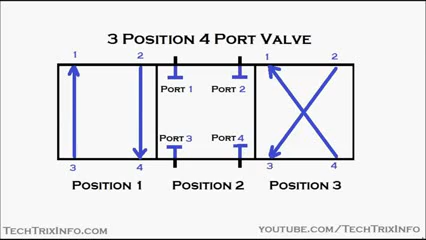 3 Position 4 Port Valve
1 2 1 2
Port 1 Port 2
Port 3 Port 4
3 4 3 4
Position 1 Position 2 Position 3
TechTrixInfo.com youtube.com/TechTrixInfo